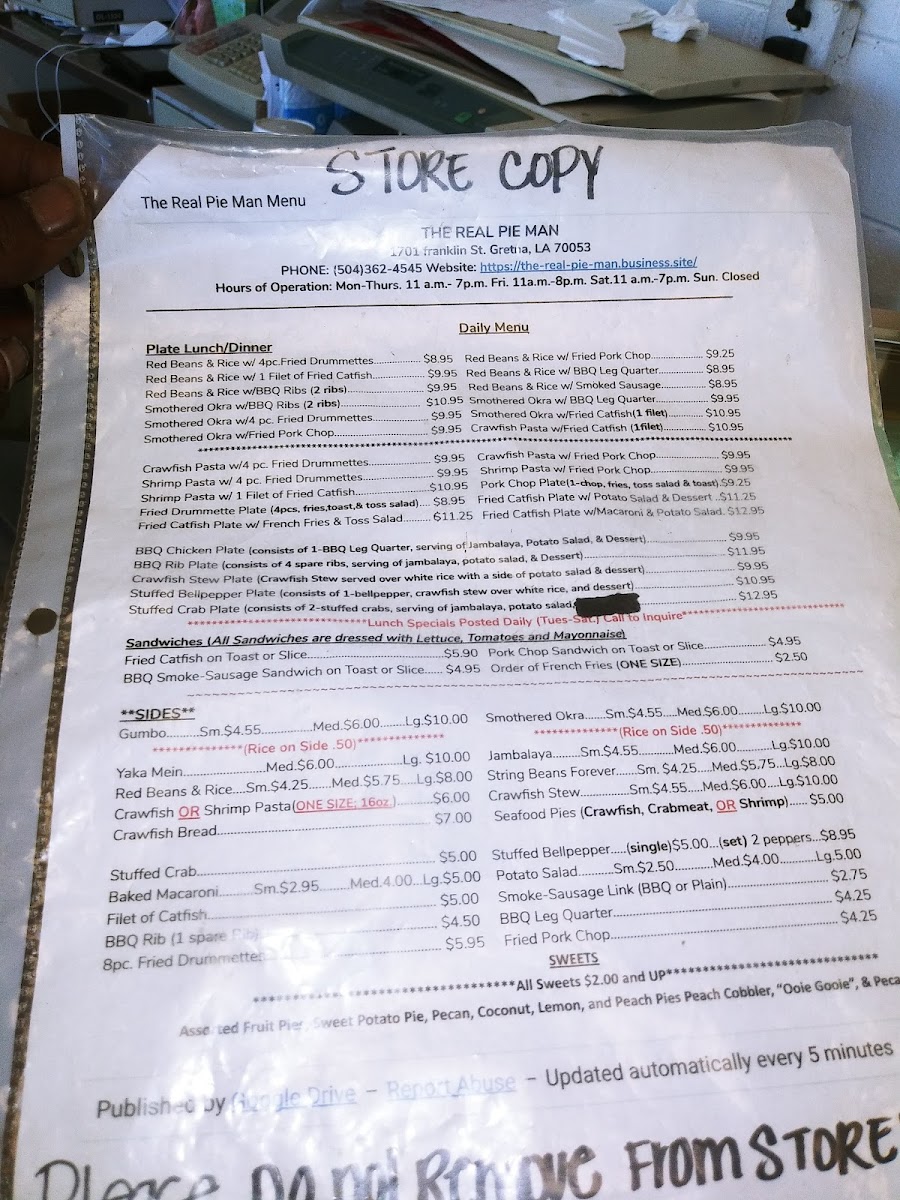 STORE COPY
The Real Pie Man Menu
THE REAL PIE MAN
1701 franklin St. Gretna, LA 70053
PHONE: (504)362-4545 Website: https://the-real-pie-man.business.site/
Hours of Operation: Mon-Thurs. 11 a.m.- 7p.m. Fri. 11a.m.-8p.m. Sat.11 a.m.-7p.m. Sun. Closed
Daily Menu
Plate Lunch/Dinner
Red Beans & Rice w/ 4pc.Fried Drummettes.............. $8.95 Red Beans & Rice w/ Fried Pork Chop.................... $9.25
Red Beans & Rice w/ 1 Filet of Fried Catfish................ $9.95 Red Beans & Rice w/ BBQ Leg Quarter................. $8.95
Red Beans & Rice w/BBQ Ribs (2 ribs)........................ $9.95 Red Beans & Rice w/ Smoked Sausage................ $8.95
Smothered Okra w/BBQ Ribs (2 ribs)........................ $10.95 Smothered Okra w/ BBQ Leg Quarter.................. $9.95
Smothered Okra w/4 pc. Fried Drummettes................ $9.95 Smothered Okra w/Fried Catfish(1 filet)............. $10.95
Smothered Okra w/Fried Pork Chop........................ $9.95 Crawfish Pasta w/Fried Catfish (1filet)............... $10.95
Crawfish Pasta w/4 pc. Fried Drummettes.................. $9.95 Crawfish Pasta w/ Fried Pork Chop.................... $9.95
Shrimp Pasta w/ 4 pc. Fried Drummettes.................... $9.95 Shrimp Pasta w/ Fried Pork Chop...................... $9.95
Shrimp Pasta w/ 1 Filet of Fried Catfish.................... $10.95 Pork Chop Plate(1-chop, fries, toss salad & toast).$9.25
Fried Drummette Plate (4pcs, fries,toast,& toss salad).... $8.95 Fried Catfish Plate w/ Potato Salad & Dessert ..$11.25
Fried Catfish Plate w/ French Fries & Toss Salad......... $11.25 Fried Catfish Plate w/Macaroni & Potato Salad. $12.95
BBQ Chicken Plate (consists of 1-BBQ Leg Quarter, serving of Jambalaya, Potato Salad, & Dessert)........................ $9.95
BBQ Rib Plate (consists of 4 spare ribs, serving of jambalaya, potato salad, & Dessert)........................ $11.95
Crawfish Stew Plate (Crawfish Stew served over white rice with a side of potato salad & dessert)........................ $9.95
Stuffed Bellpepper Plate (consists of 1-bellpepper, crawfish stew over white rice, and dessert)........................ $10.95
Stuffed Crab Plate (consists of 2-stuffed crabs, serving of jambalaya, potato salad, ........................ $12.95
******************************Lunch Specials Posted Daily (Tues-Sat.) Call to Inquire***************************
Sandwiches (All Sandwiches are dressed with Lettuce, Tomatoes and Mayonnaise)
Fried Catfish on Toast or Slice..............................$5.90 Pork Chop Sandwich on Toast or Slice.................... $4.95
BBQ Smoke-Sausage Sandwich on Toast or Slice...... $4.95 Order of French Fries (ONE SIZE)........................ $2.50
**SIDES**
Gumbo..........Sm.$4.55...............Med.$6.00........Lg.$10.00 Smothered Okra.......Sm.$4.55......Med.$6.00..........Lg.$10.00
**************(Rice on Side .50)************** *************(Rice on Side .50)*************
Yaka Mein.......................Med.$6.00...................Lg. $10.00 Jambalaya............Sm.$4.55...........Med.$6.00...........Lg.$10.00
Red Beans & Rice....Sm.$4.25.......Med.$5.75....Lg.$8.00 String Beans Forever.......Sm. $4.25.....Med.$5.75...Lg.$8.00
Crawfish OR Shrimp Pasta(ONE SIZE; 16oz.)..........$6.00 Crawfish Stew...............Sm.$4.55......Med.$6.00....Lg.$10.00
Crawfish Bread.................................................. $7.00 Seafood Pies (Crawfish, Crabmeat, OR Shrimp)...... $5.00
Stuffed Crab.................................................... $5.00 Stuffed Bellpepper.....(single)$5.00...(set) 2 peppers...$8.95
Baked Macaroni.........Sm.$2.95........Med.4.00...Lg.$5.00 Potato Salad............Sm.$2.50..........Med.$4.00...........Lg.5.00
Filet of Catfish.................................................. $5.00 Smoke-Sausage Link (BBQ or Plain)........................ $2.75
BBQ Rib (1 spare Rib)........................................ $4.50 BBQ Leg Quarter.................................................. $4.25
8pc. Fried Drummettes........................................ $5.95 Fried Pork Chop.................................................. $4.25
SWEETS
***********************************All Sweets $2.00 and UP*****************************
Assorted Fruit Pies, Sweet Potato Pie, Pecan, Coconut, Lemon, and Peach Pies Peach Cobbler, "Ooie Gooie", & Peca
Published by Google Drive – Report Abuse – Updated automatically every 5 minutes
Please Do not Remove From STORE